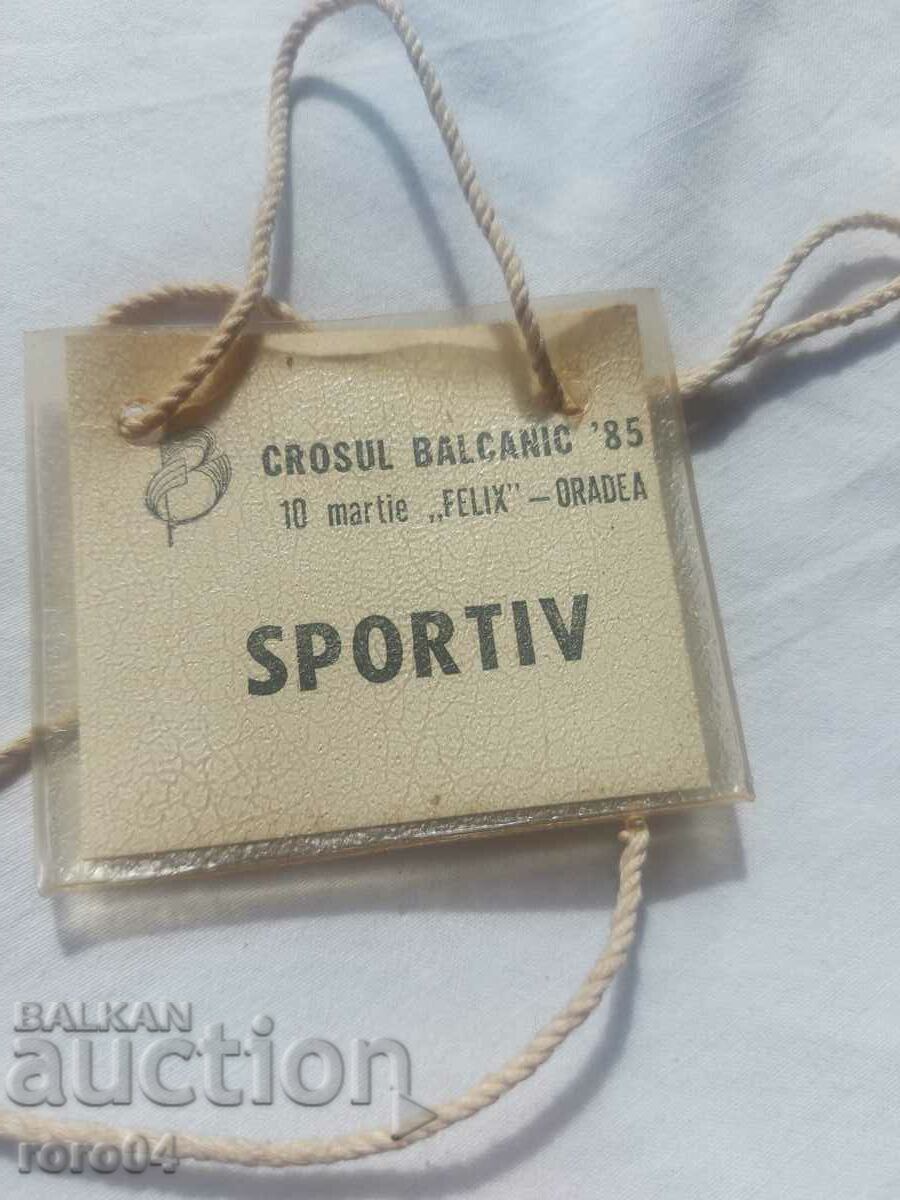 CROSUL BALCANIC '85
10 martie „FELIX" – ORADEA
SPORTIV
BALKAN
auction
roro04